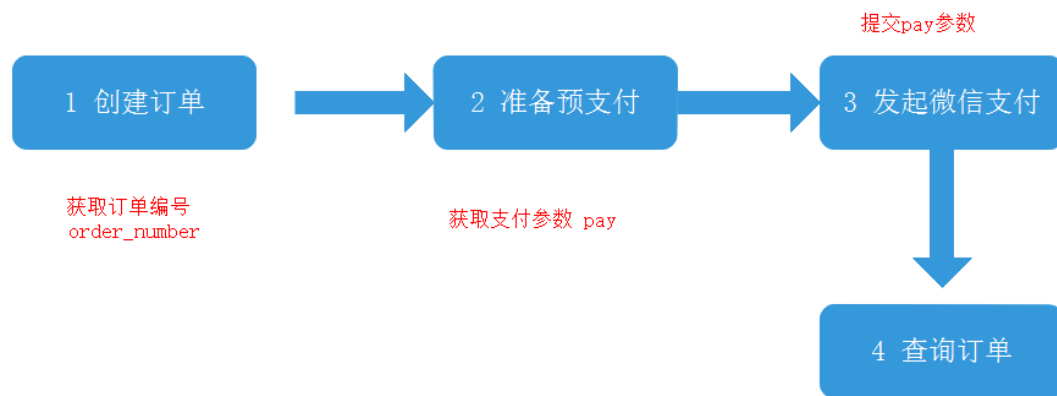 提交pay参数
1 创建订单
2 准备预支付
3 发起微信支付
获取订单编号
order_number
获取支付参数 pay
4 查询订单